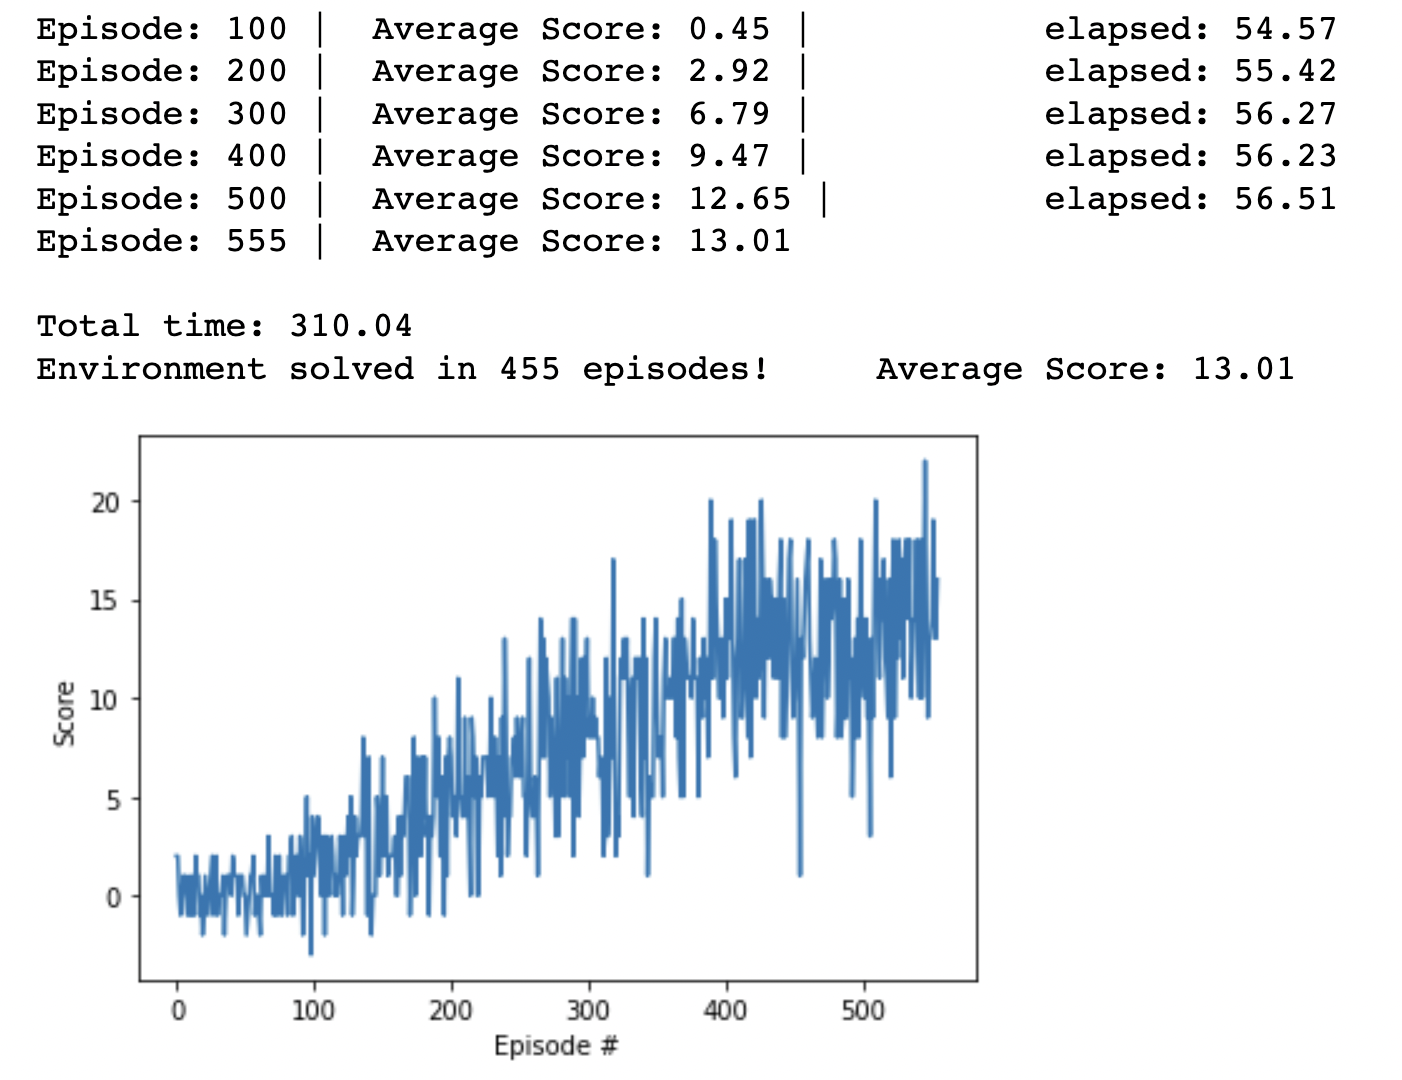 Episode: 100 | Average Score: 0.45 | elapsed: 54.57
Episode: 200 | Average Score: 2.92 | elapsed: 55.42
Episode: 300 | Average Score: 6.79 | elapsed: 56.27
Episode: 400 | Average Score: 9.47 | elapsed: 56.23
Episode: 500 | Average Score: 12.65 | elapsed: 56.51
Episode: 555 | Average Score: 13.01
Total time: 310.04
Environment solved in 455 episodes! Average Score: 13.01
20
15
10
5
0
Score
0 100 200 300 400 500
Episode #